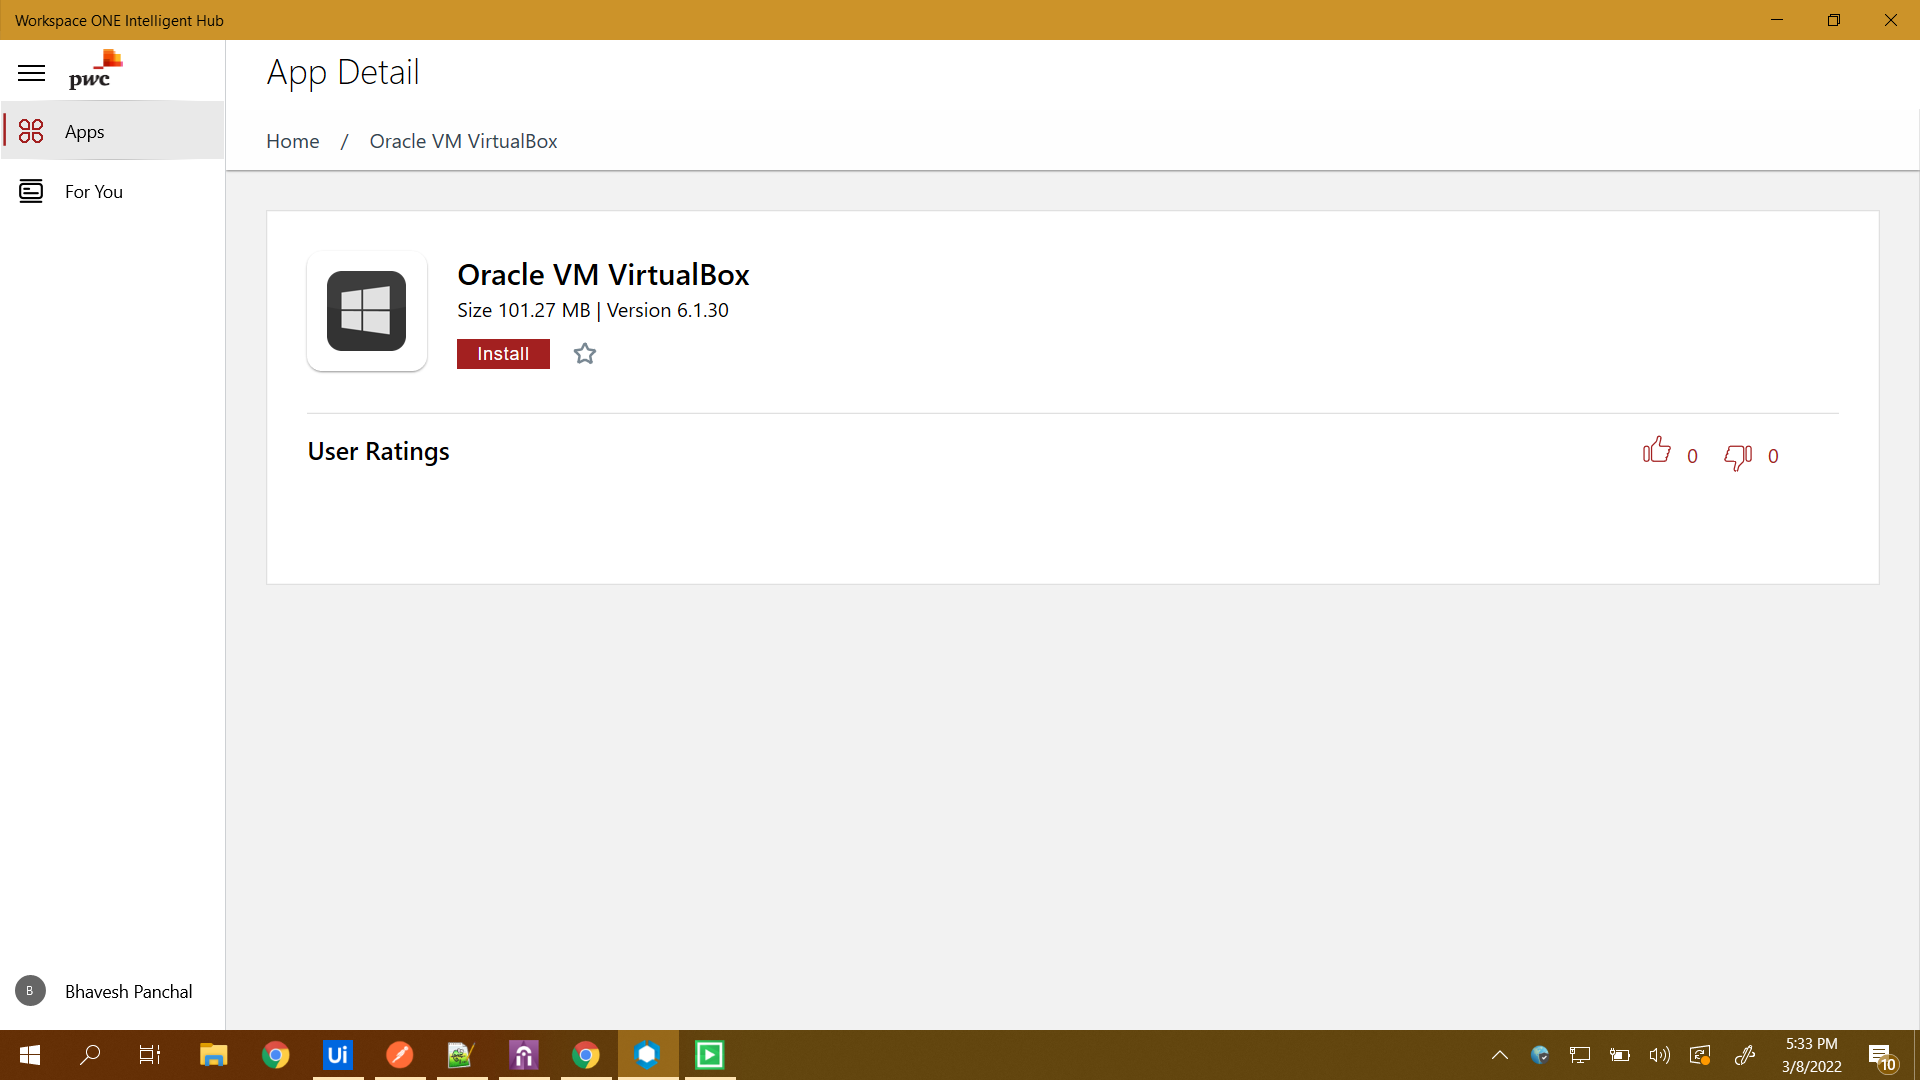 Workspace ONE Intelligent Hub
pwc
App Detail
Apps
Home / Oracle VM VirtualBox
For You
Oracle VM VirtualBox
Size 101.27 MB | Version 6.1.30
Install
User Ratings
0 0
B Bhavesh Panchal
Ui
5:33 PM
3/8/2022
10